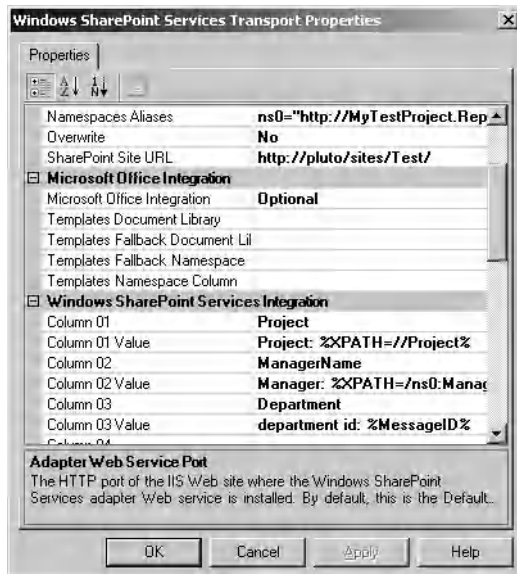 Windows SharePoint Services Transport Properties
Properties
Namespaces Aliases ns0="http://MyTestProject.Rep
Overwrite No
SharePoint Site URL http://pluto/sites/Test/
Microsoft Office Integration
Microsoft Office Integration Optional
Templates Document Library
Templates Fallback Document Lil
Templates Fallback Namespace
Templates Namespace Column
Windows SharePoint Services Integration
Column 01 Project
Column 01 Value Project: %XPATH=//Project%
Column 02 ManagerName
Column 02 Value Manager: %XPATH=/ns0:Manag
Column 03 Department
Column 03 Value department id: %MessageID%
Column 04
Adapter Web Service Port
The HTTP port of the IIS Web site where the Windows SharePoint
Services adapter Web service is installed. By default, this is the Default...
OK Cancel Apply Help